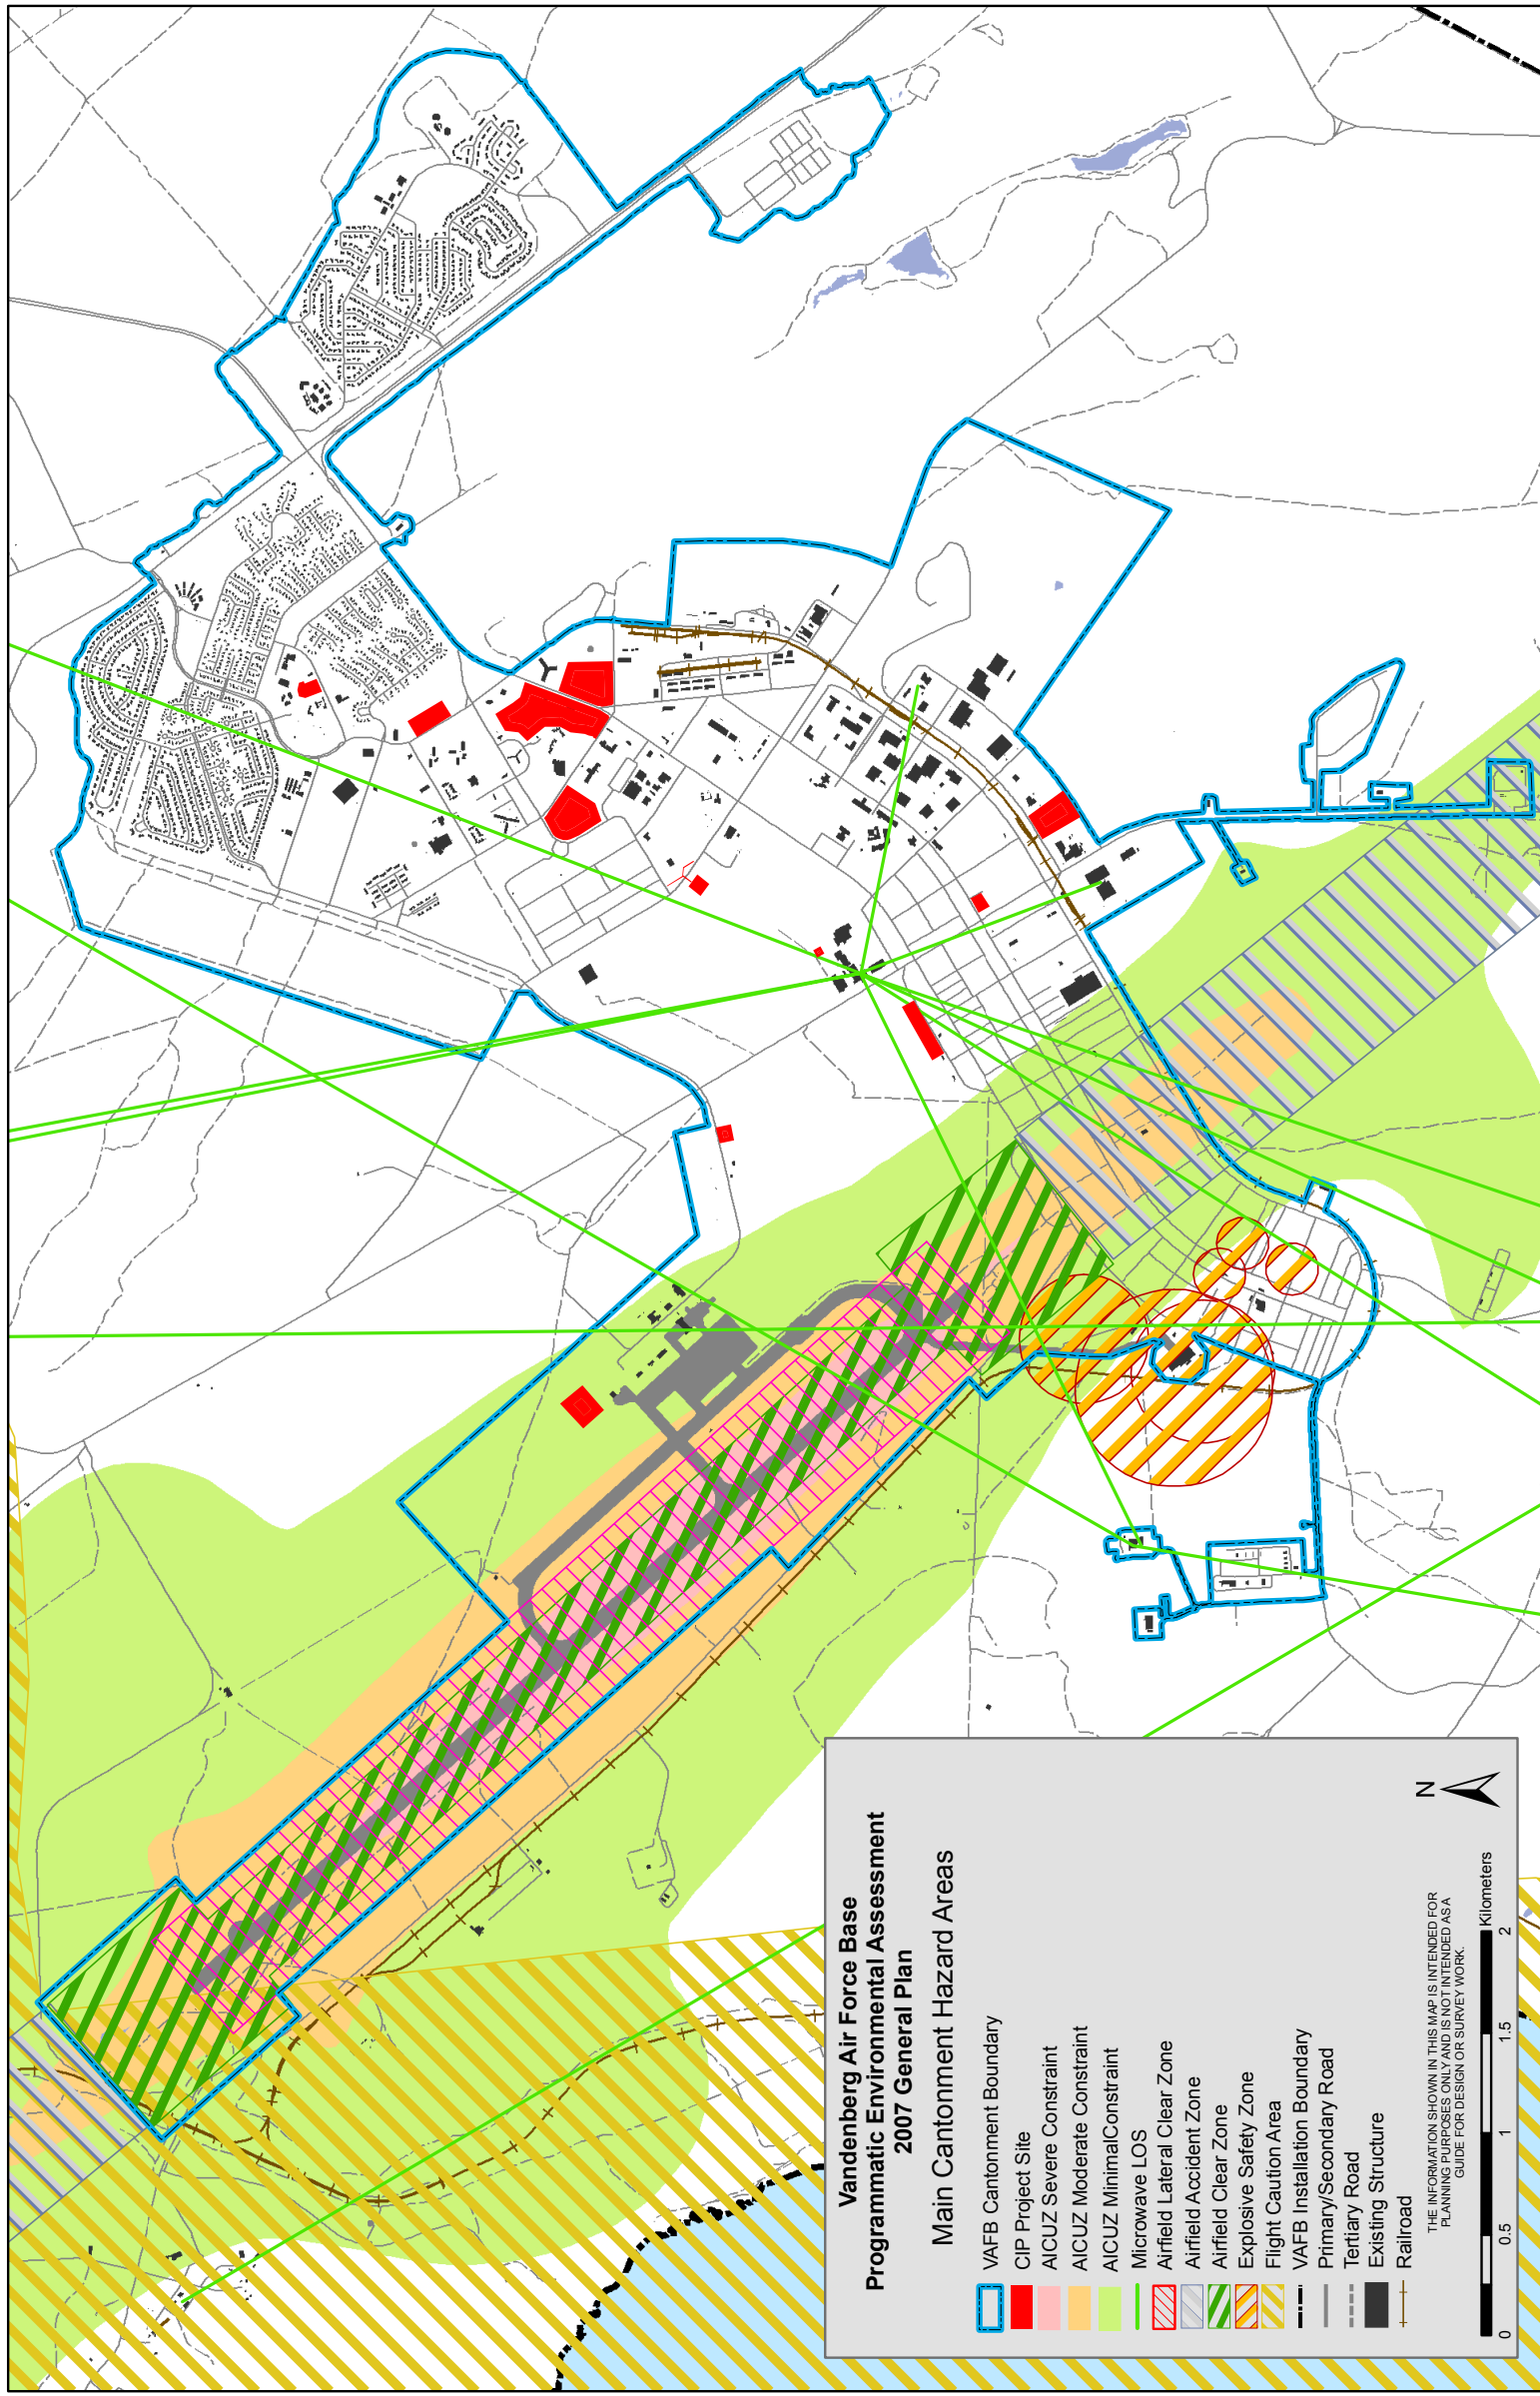 Vandenberg Air Force Base
Programmatic Environmental Assessment
2007 General Plan
Main Cantonment Hazard Areas
VAFB Cantonment Boundary
CIP Project Site
AICUZ Severe Constraint
AICUZ Moderate Constraint
AICUZ MinimalConstraint
Microwave LOS
Airfield Lateral Clear Zone
Airfield Accident Zone
Airfield Clear Zone
Explosive Safety Zone
Flight Caution Area
VAFB Installation Boundary
Primary/Secondary Road
Tertiary Road
Existing Structure
Railroad
N
THE INFORMATION SHOWN IN THIS MAP IS INTENDED FOR
PLANNING PURPOSES ONLY AND IS NOT INTENDED AS A
GUIDE FOR DESIGN OR SURVEY WORK.
0 0.5 1 1.5 2
Kilometers